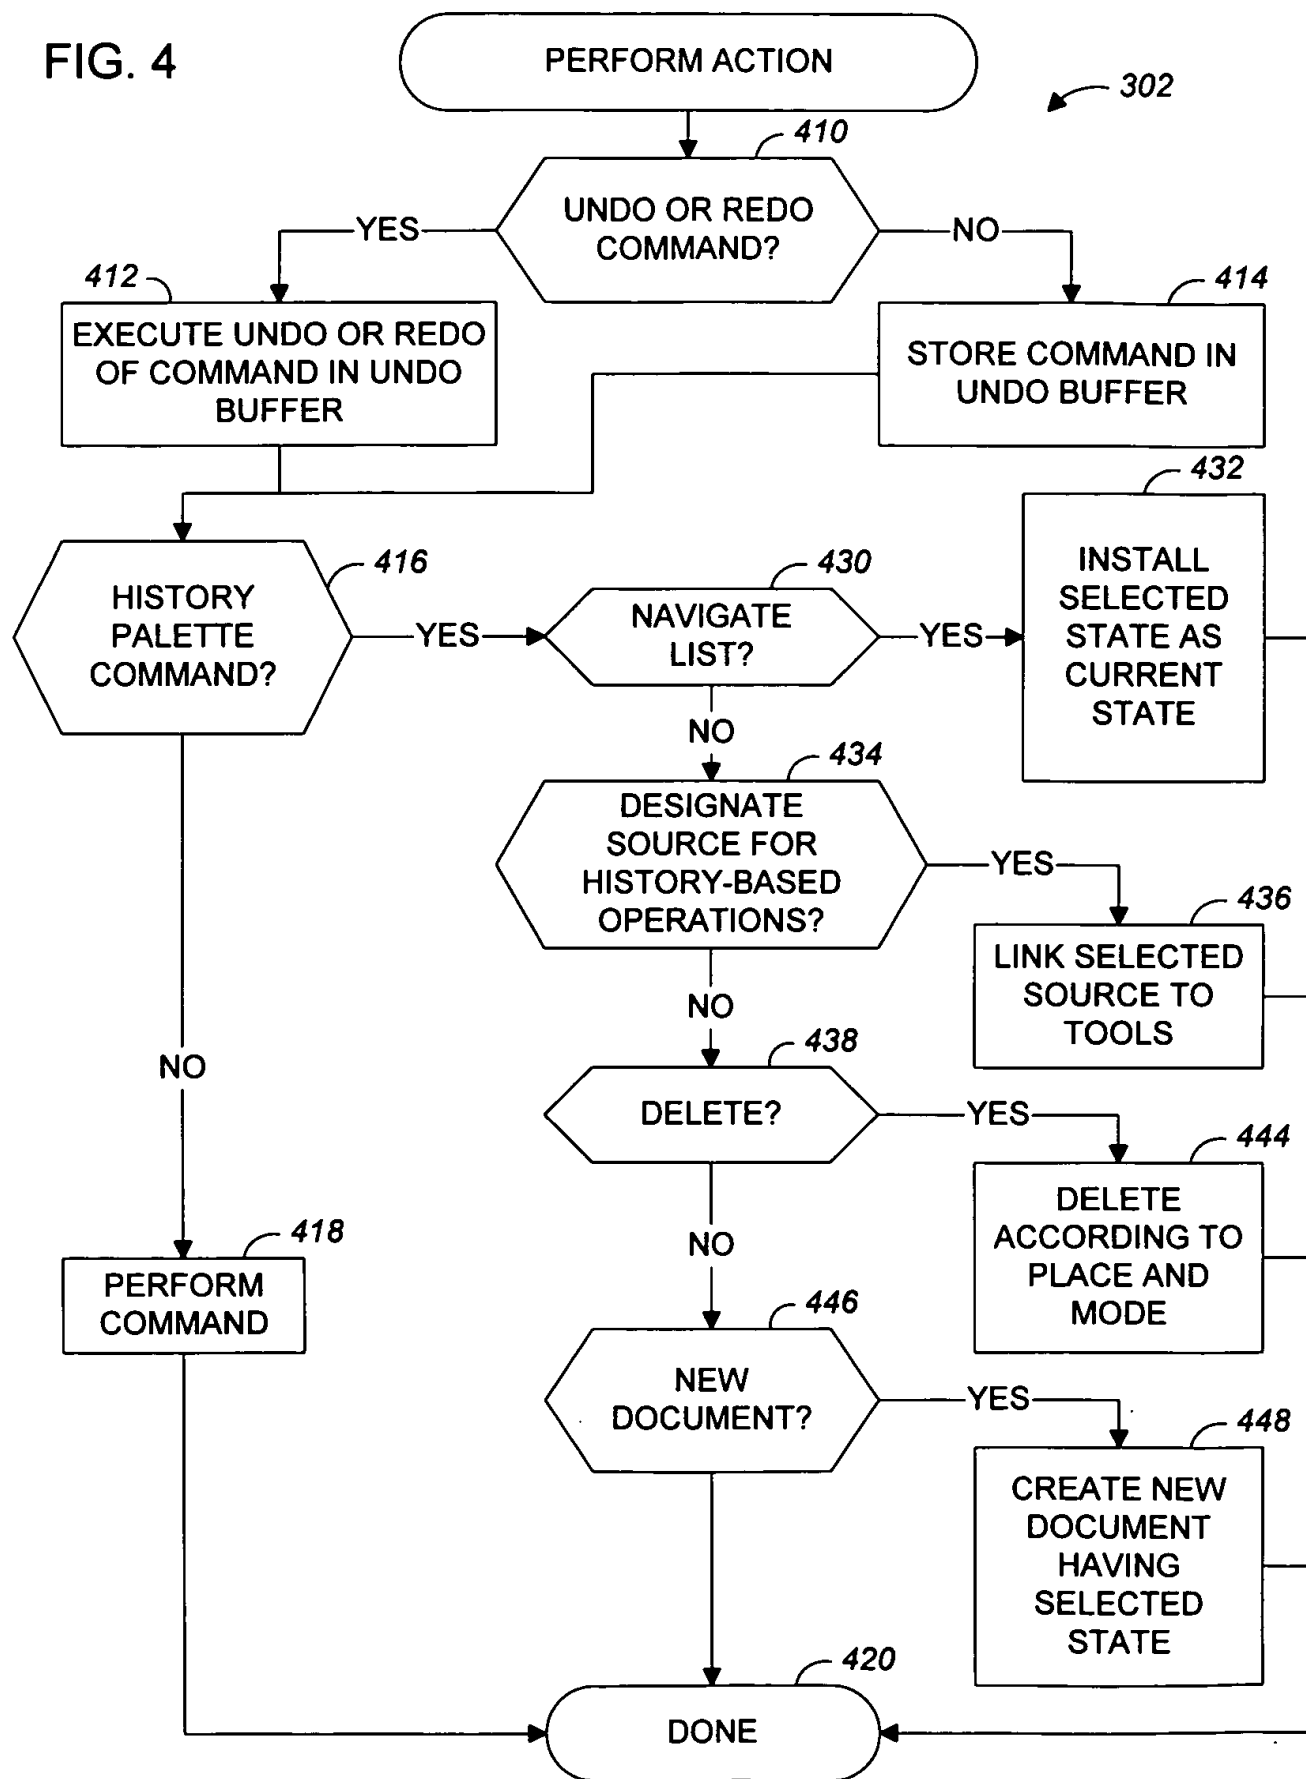 FIG. 4
PERFORM ACTION
302
410
UNDO OR REDO
COMMAND?
YES
NO
412
EXECUTE UNDO OR REDO
OF COMMAND IN UNDO
BUFFER
414
STORE COMMAND IN
UNDO BUFFER
416
HISTORY
PALETTE
COMMAND?
YES
430
NAVIGATE
LIST?
YES
432
INSTALL
SELECTED
STATE AS
CURRENT
STATE
NO
434
DESIGNATE
SOURCE FOR
HISTORY-BASED
OPERATIONS?
YES
436
LINK SELECTED
SOURCE TO
TOOLS
NO
NO
438
DELETE?
YES
444
DELETE
ACCORDING TO
PLACE AND
MODE
NO
418
PERFORM
COMMAND
446
NEW
DOCUMENT?
YES
448
CREATE NEW
DOCUMENT
HAVING
SELECTED
STATE
420
DONE